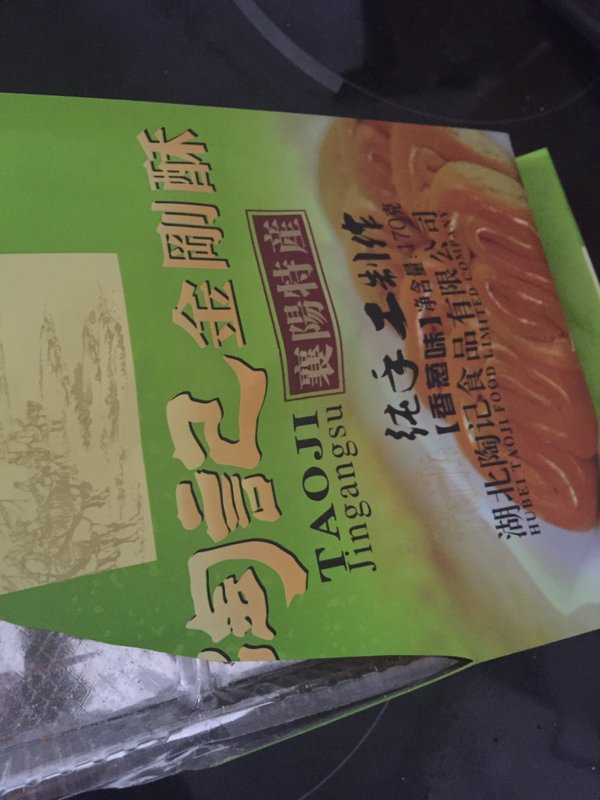 陶記金剛酥
襄陽特産
TAOJI
Jingangsu
纯手工制作
【香葱味】净含量:170克
湖北陶记食品有限公司
HUBEI TAOJI FOOD LIMITED COMPANY